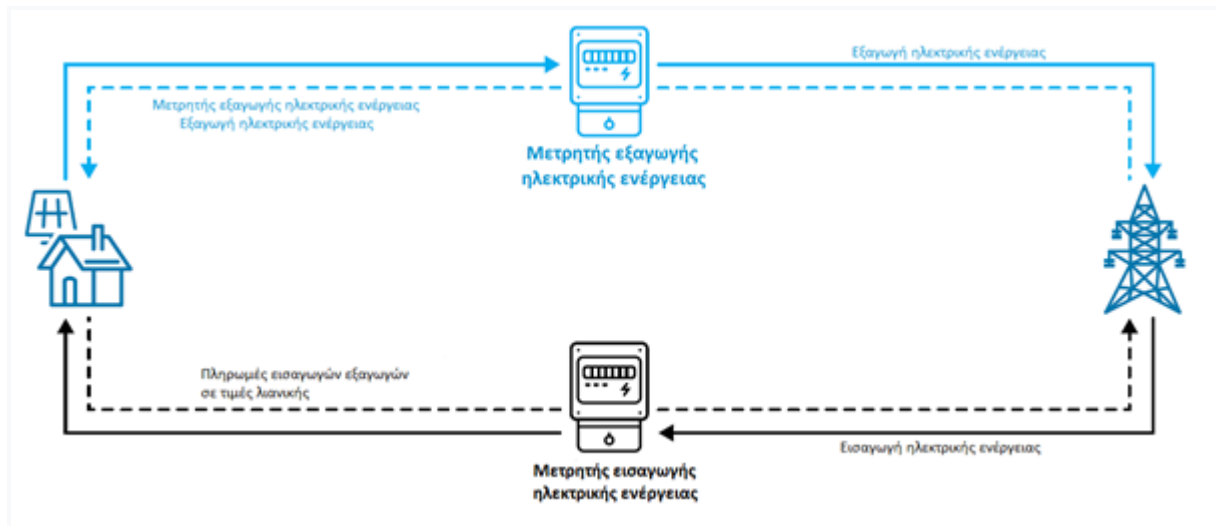 Εξαγωγή ηλεκτρικής ενέργειας
Μετρητής εξαγωγής ηλεκτρικής ενέργειας
Εξαγωγή ηλεκτρικής ενέργειας
Μετρητής εξαγωγής
ηλεκτρικής ενέργειας
Πληρωμές εισαγωγών εξαγωγών
σε τιμές λιανικής
Εισαγωγή ηλεκτρικής ενέργειας
Μετρητής εισαγωγής
ηλεκτρικής ενέργειας